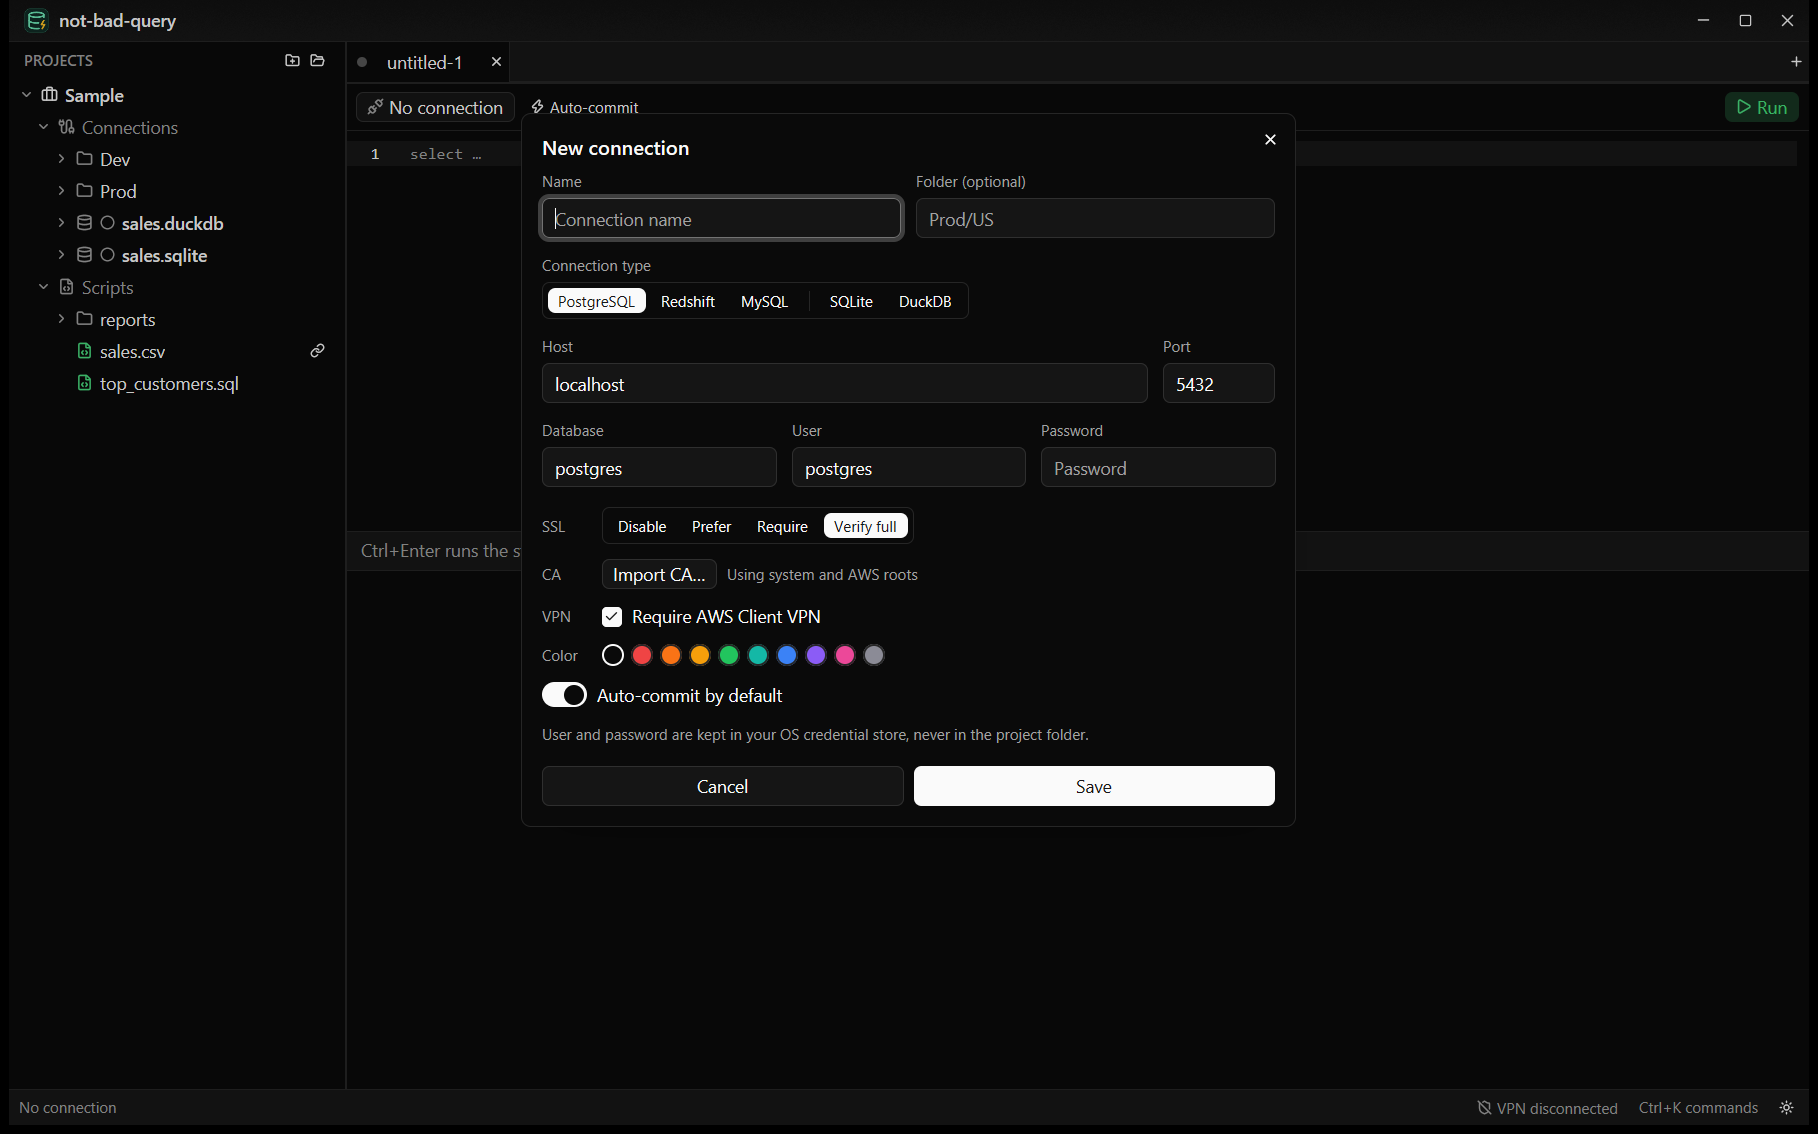 not-bad-query
PROJECTS
Sample
Connections
Dev
Prod
sales.duckdb
sales.sqlite
Scripts
reports
sales.csv
top_customers.sql
untitled-1
No connection
Auto-commit
Run
1 select …
Ctrl+Enter runs the s
New connection
Name
Connection name
Folder (optional)
Prod/US
Connection type
PostgreSQL Redshift MySQL SQLite DuckDB
Host
localhost
Port
5432
Database
postgres
User
postgres
Password
Password
SSL Disable Prefer Require Verify full
CA Import CA... Using system and AWS roots
VPN Require AWS Client VPN
Color
Auto-commit by default
User and password are kept in your OS credential store, never in the project folder.
Cancel
Save
No connection
VPN disconnected
Ctrl+K commands